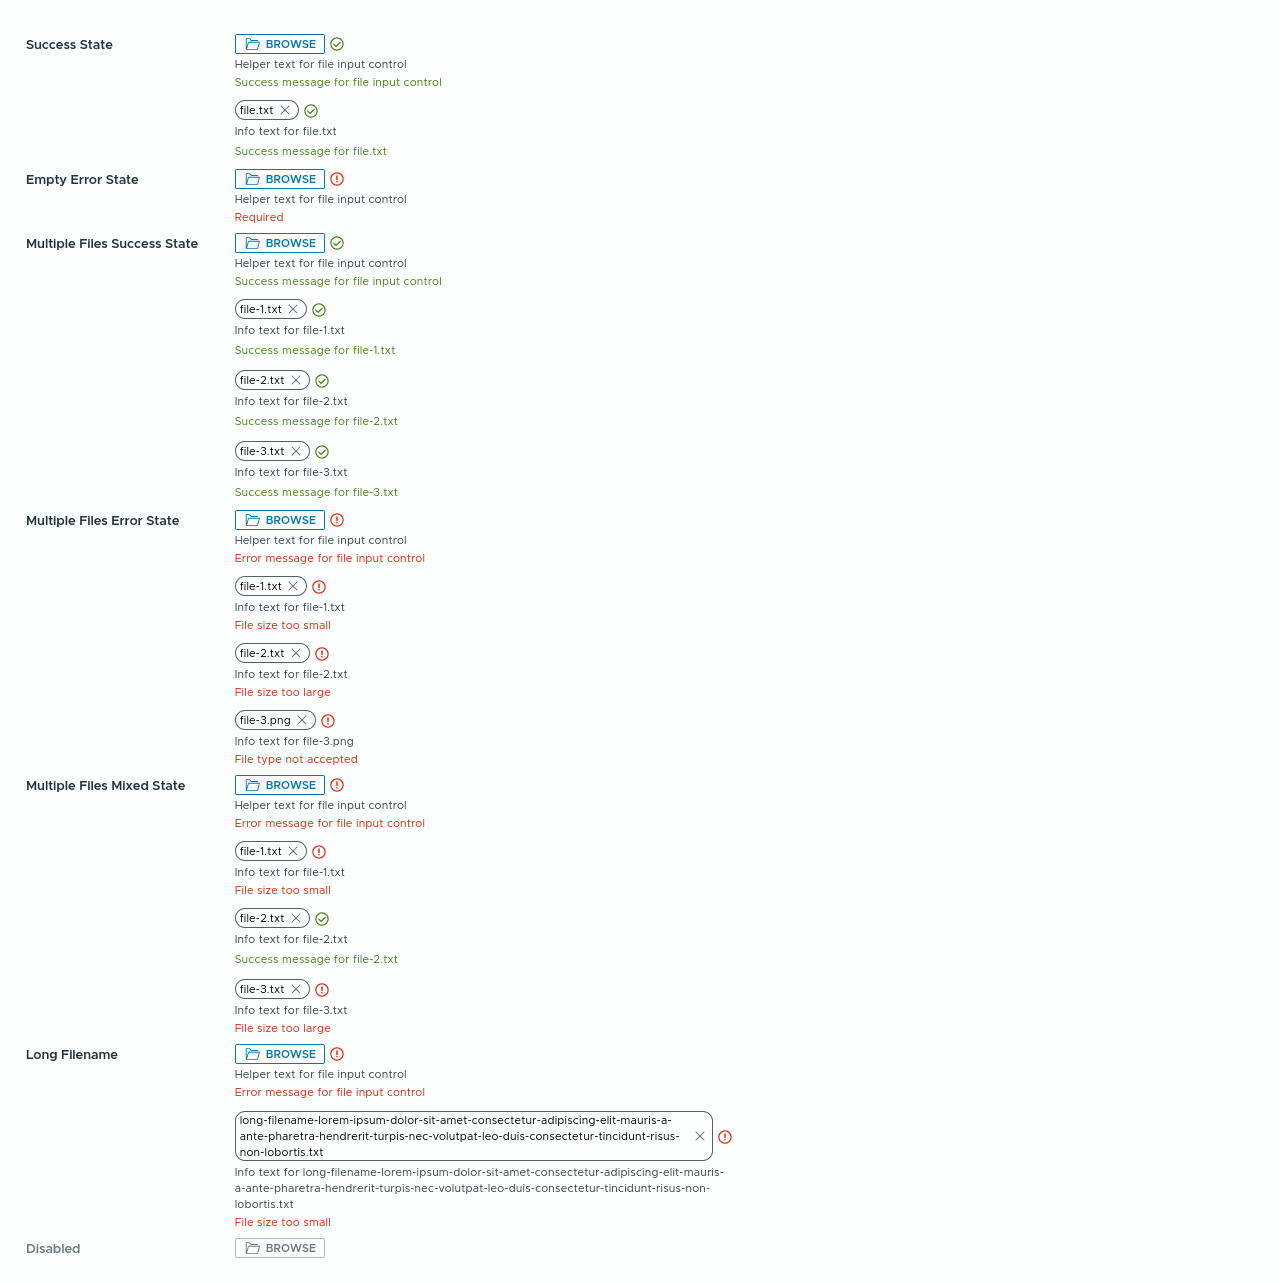 Success State
BROWSE
Helper text for file input control
Success message for file input control
file.txt
Info text for file.txt
Success message for file.txt
Empty Error State
BROWSE
Helper text for file input control
Required
Multiple Files Success State
BROWSE
Helper text for file input control
Success message for file input control
file-1.txt
Info text for file-1.txt
Success message for file-1.txt
file-2.txt
Info text for file-2.txt
Success message for file-2.txt
file-3.txt
Info text for file-3.txt
Success message for file-3.txt
Multiple Files Error State
BROWSE
Helper text for file input control
Error message for file input control
file-1.txt
Info text for file-1.txt
File size too small
file-2.txt
Info text for file-2.txt
File size too large
file-3.png
Info text for file-3.png
File type not accepted
Multiple Files Mixed State
BROWSE
Helper text for file input control
Error message for file input control
file-1.txt
Info text for file-1.txt
File size too small
file-2.txt
Info text for file-2.txt
Success message for file-2.txt
file-3.txt
Info text for file-3.txt
File size too large
Long Filename
BROWSE
Helper text for file input control
Error message for file input control
long-filename-lorem-ipsum-dolor-sit-amet-consectetur-adipiscing-elit-mauris-a-
ante-pharetra-hendrerit-turpis-nec-volutpat-leo-duis-consectetur-tincidunt-risus-
non-lobortis.txt
Info text for long-filename-lorem-ipsum-dolor-sit-amet-consectetur-adipiscing-elit-mauris-
a-ante-pharetra-hendrerit-turpis-nec-volutpat-leo-duis-consectetur-tincidunt-risus-non-
lobortis.txt
File size too small
Disabled
BROWSE